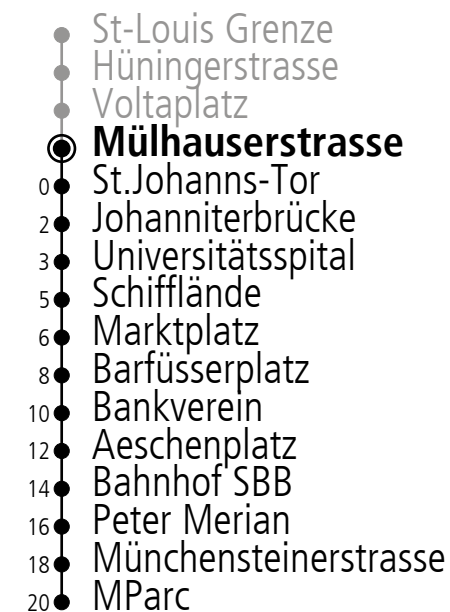 St-Louis Grenze
Hüningerstrasse
Voltaplatz
Mülhauserstrasse
0 St.Johanns-Tor
2 Johanniterbrücke
3 Universitätsspital
5 Schifflände
6 Marktplatz
8 Barfüsserplatz
10 Bankverein
12 Aeschenplatz
14 Bahnhof SBB
16 Peter Merian
18 Münchensteinerstrasse
20 MParc